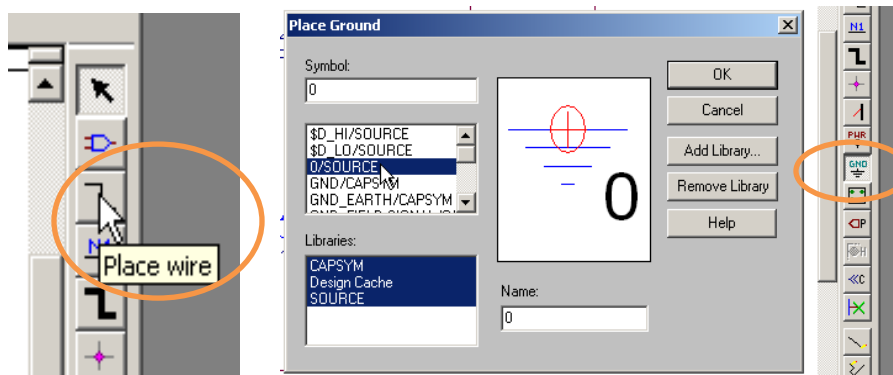 N1
Place wire
Place Ground
Symbol:
0
$D_HI/SOURCE
$D_LO/SOURCE
0/SOURCE
GND/CAPSYM
GND_EARTH/CAPSYM
0
OK
Cancel
Add Library...
Remove Library
Help
Libraries:
CAPSYM
Design Cache
SOURCE
Name:
0
N1
PWR
GND
P
H
C